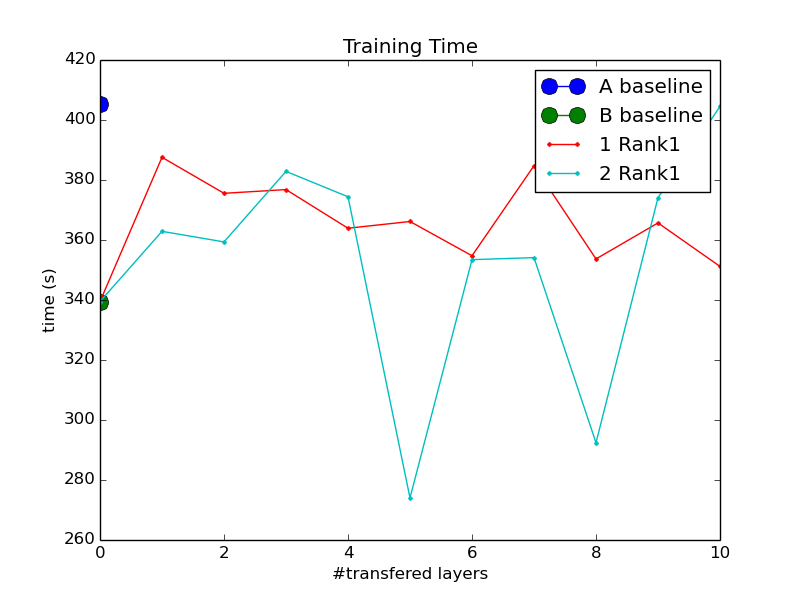 Training Time
420
400
380
360
340
320
300
280
260
time (s)
0 2 4 6 8 10
#transfered layers
A baseline
B baseline
1 Rank1
2 Rank1